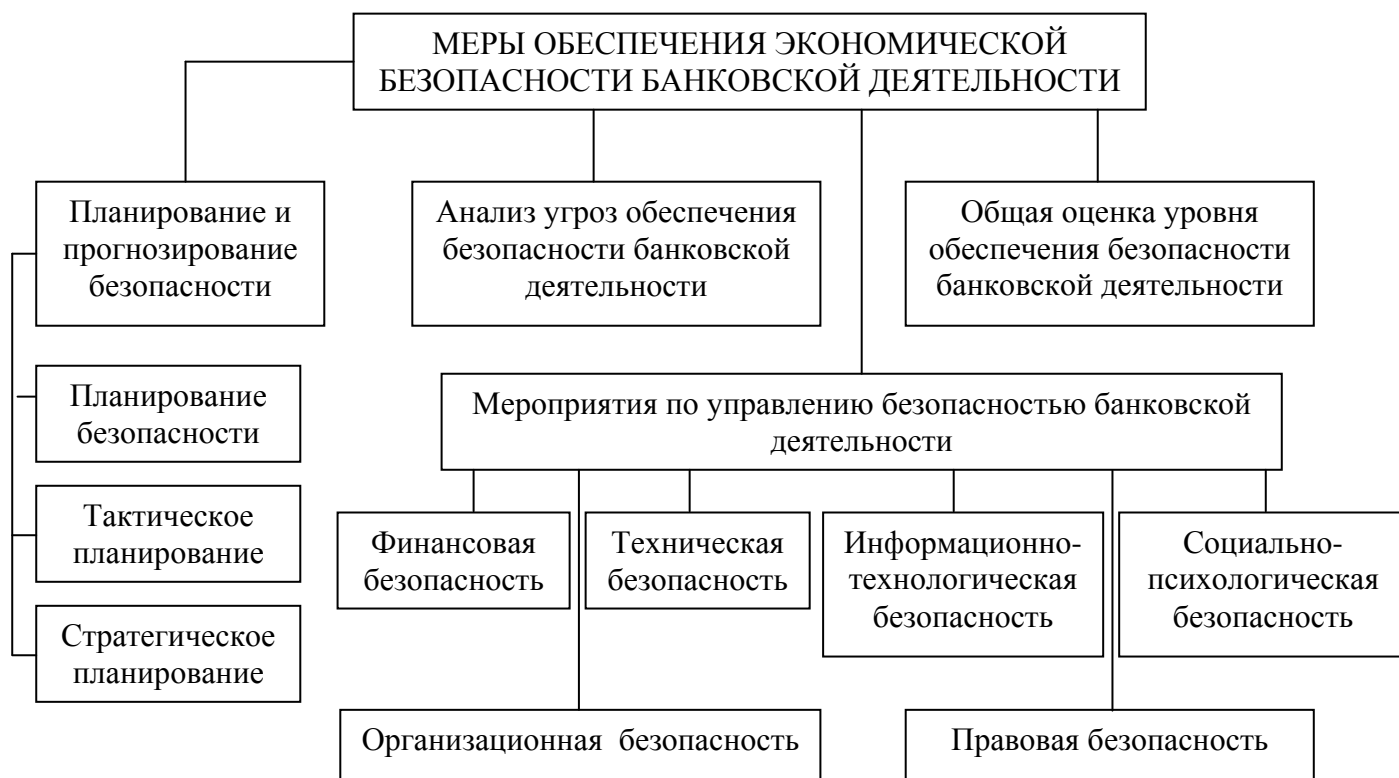 МЕРЫ ОБЕСПЕЧЕНИЯ ЭКОНОМИЧЕСКОЙ
БЕЗОПАСНОСТИ БАНКОВСКОЙ ДЕЯТЕЛЬНОСТИ
Планирование и
прогнозирование
безопасности
Анализ угроз обеспечения
безопасности банковской
деятельности
Общая оценка уровня
обеспечения безопасности
банковской деятельности
Планирование
безопасности
Тактическое
планирование
Стратегическое
планирование
Мероприятия по управлению безопасностью банковской
деятельности
Финансовая
безопасность
Техническая
безопасность
Информационно-
технологическая
безопасность
Социально-
психологическая
безопасность
Организационная безопасность
Правовая безопасность